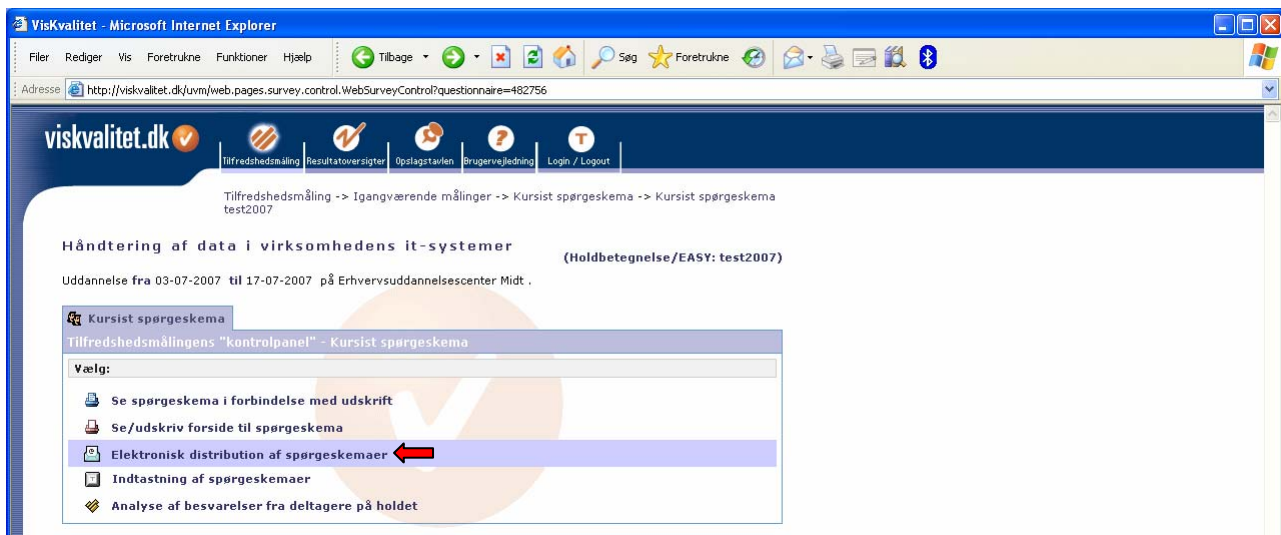 VisKvalitet - Microsoft Internet Explorer
Filer Rediger Vis Foretrukne Funktioner Hjælp Tilbage Søg Foretrukne
Adresse http://viskvalitet.dk/uvm/web.pages.survey.control.WebSurveyControl?questionnaire=482756
viskvalitet.dk
Tilfredshedsmåling Resultatoversigter Opslagstavlen Brugervejledning Login / Logout
Tilfredshedsmåling -> Igangværende målinger -> Kursist spørgeskema -> Kursist spørgeskema
test2007
Håndtering af data i virksomhedens it-systemer
(Holdbetegnelse/EASY: test2007)
Uddannelse fra 03-07-2007 til 17-07-2007 på Erhvervsuddannelsescenter Midt .
Kursist spørgeskema
Tilfredshedsmålingens "kontrolpanel" - Kursist spørgeskema
Vælg:
Se spørgeskema i forbindelse med udskrift
Se/udskriv forside til spørgeskema
Elektronisk distribution af spørgeskemaer
Indtastning af spørgeskemaer
Analyse af besvarelser fra deltagere på holdet